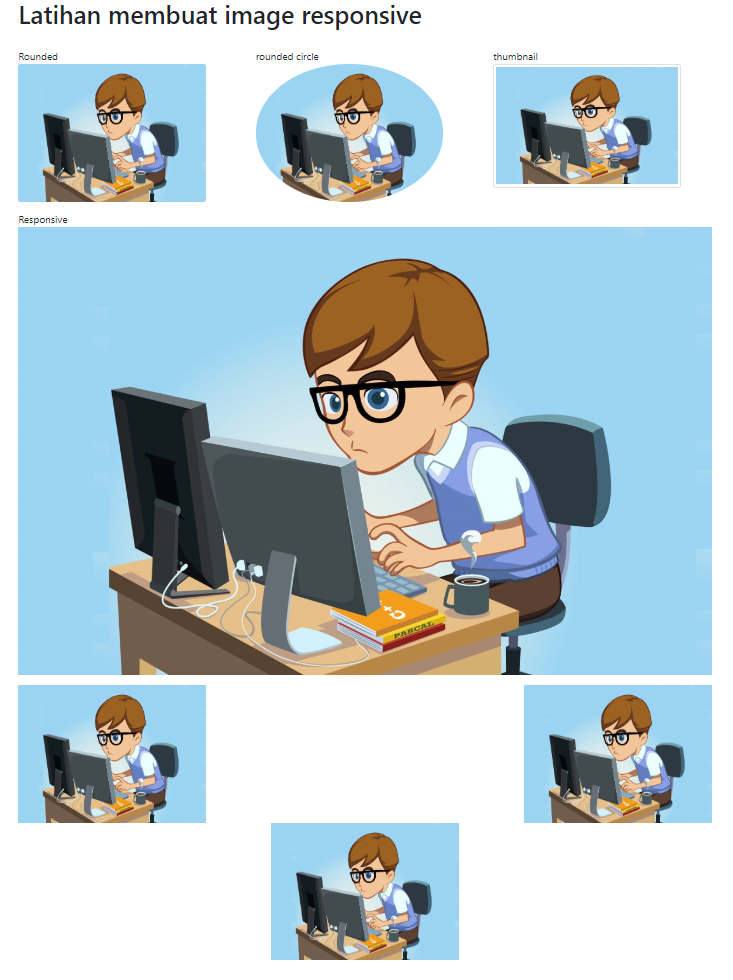 Latihan membuat image responsive
Rounded
rounded circle
thumbnail
Responsive
C++
PASCAL